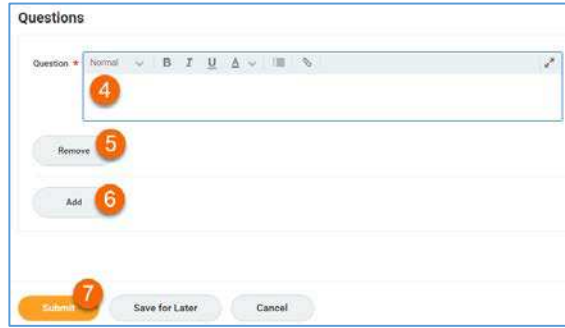 Questions
Question * Normal B I U A
4
Remove 5
Add 6
Submit 7 Save for Later Cancel